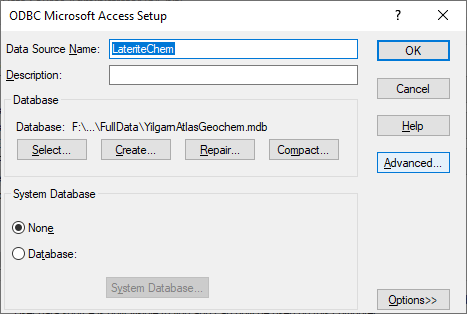 ODBC Microsoft Access Setup
Data Source Name: LateriteChem
OK
Description:
Cancel
Database
Database: F:\...\FullData\YilgarnAtlasGeochem.mdb
Help
Select... Create... Repair... Compact...
Advanced...
System Database
None
Database:
System Database...
Options>>